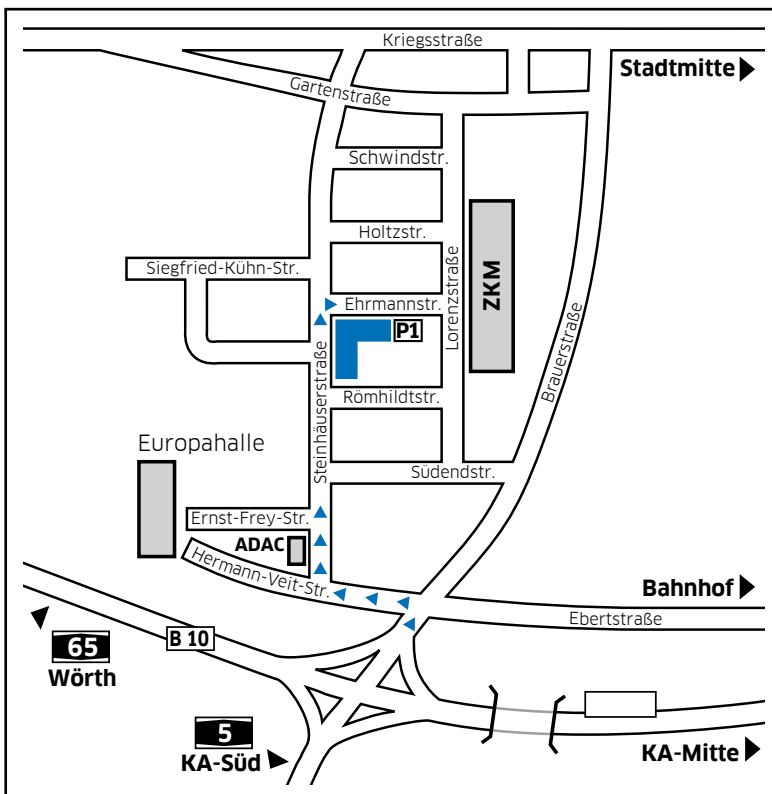 Kriegsstraße
Stadtmitte
Gartenstraße
Schwindstr.
Holtzstr.
Siegfried-Kühn-Str.
Ehrmannstr.
P1
Lorenzstraße
ZKM
Brauerstraße
Steinhäuserstraße
Römhildtstr.
Europahalle
Südendstr.
Ernst-Frey-Str.
ADAC
Hermann-Veit-Str.
Bahnhof
Ebertstraße
B 10
65
Wörth
5
KA-Süd
KA-Mitte